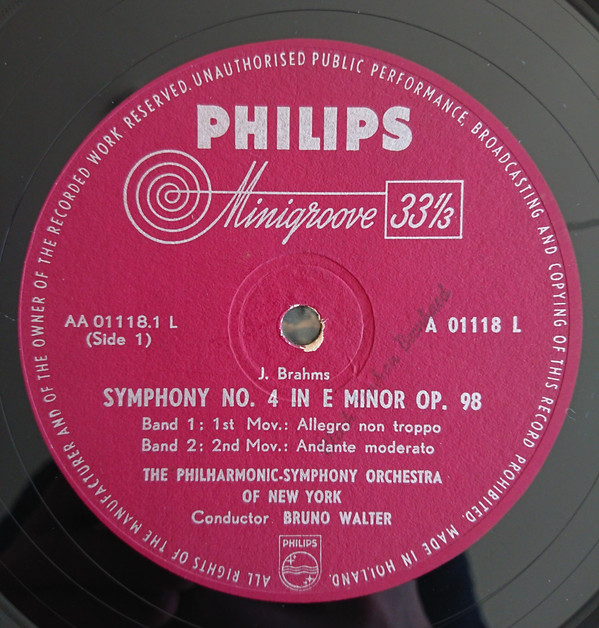 ALL RIGHTS OF THE MANUFACTURER AND OF THE OWNER OF THE RECORDED WORK RESERVED. UNAUTHORISED PUBLIC PERFORMANCE, BROADCASTING AND COPYING OF THIS RECORD PROHIBITED. MADE IN HOLLAND.
PHILIPS
Minigroove 33⅓
AA 01118.1 L
(Side 1)
A 01118 L
J. Brahms
SYMPHONY NO. 4 IN E MINOR OP. 98
Band 1: 1st Mov.: Allegro non troppo
Band 2: 2nd Mov.: Andante moderato
THE PHILHARMONIC-SYMPHONY ORCHESTRA
OF NEW YORK
Conductor BRUNO WALTER
PHILIPS